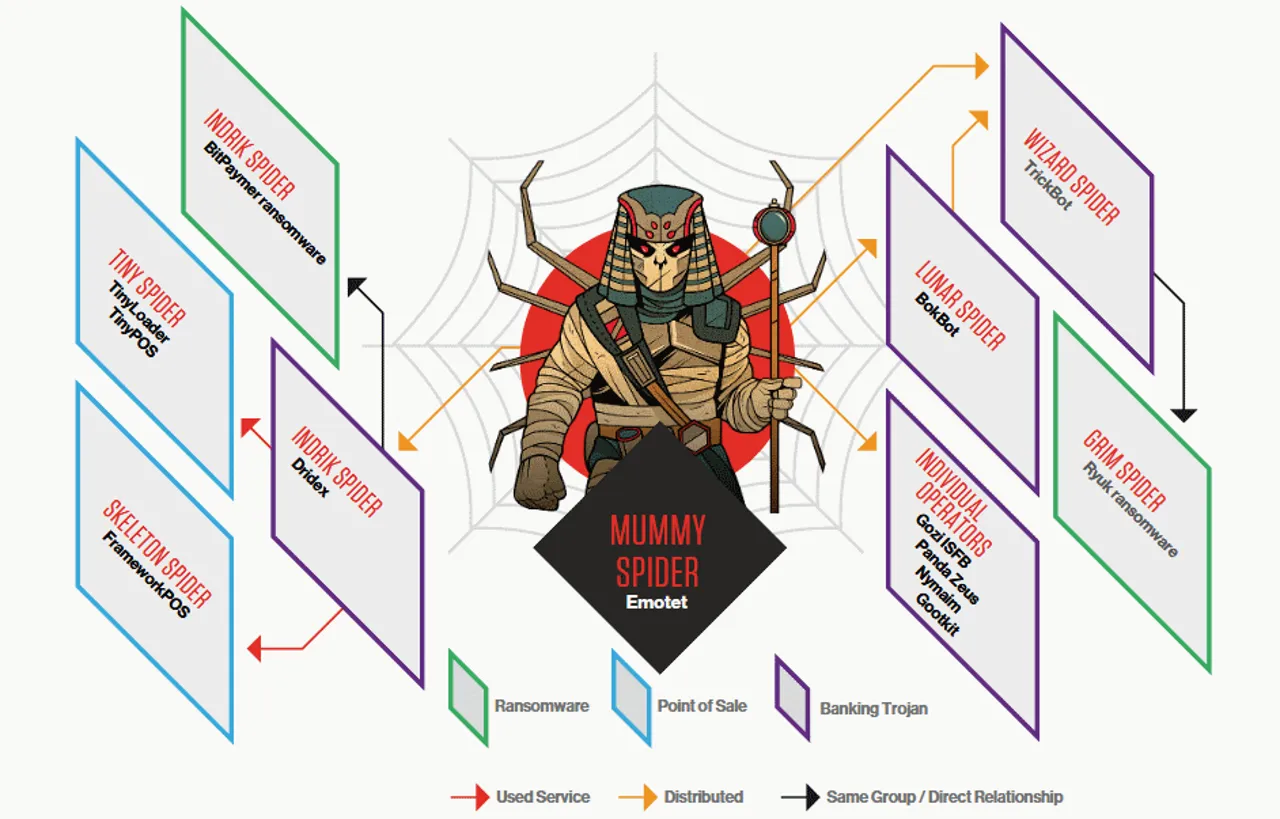 INDRIK SPIDER
BitPaymer ransomware
TINY SPIDER
TinyLoader
TinyPOS
SKELETON SPIDER
FrameworkPOS
INDRIK SPIDER
Dridex
MUMMY
SPIDER
Emotet
WIZARD SPIDER
TrickBot
LUNAR SPIDER
BokBot
GRIM SPIDER
Ryuk ransomware
INDIVIDUAL
OPERATORS
Gozi ISFB
Panda Zeus
Nymaim
Gootkit
Ransomware
Point of Sale
Banking Trojan
Used Service
Distributed
Same Group / Direct Relationship